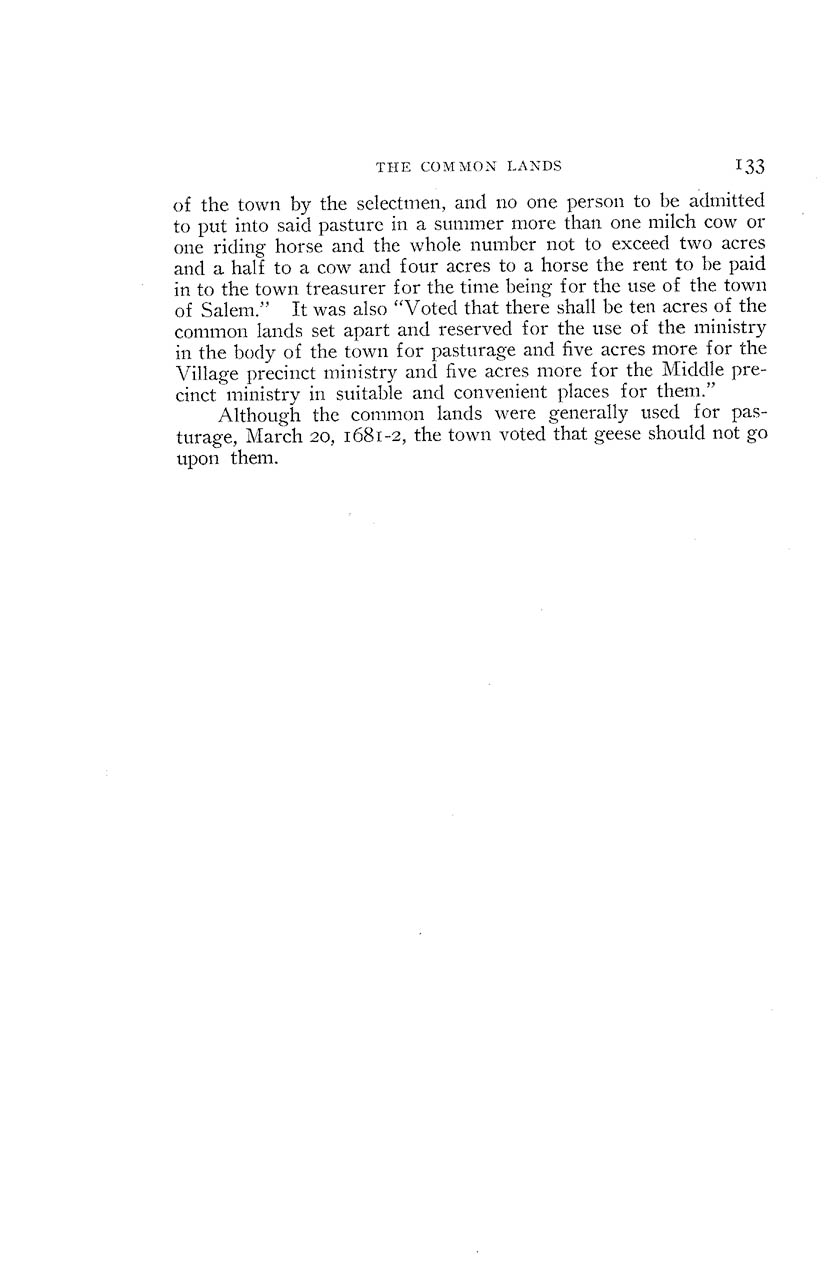 THE COMMON LANDS 133
of the town by the selectmen, and no one person to be admitted
to put into said pasture in a summer more than one milch cow or
one riding horse and the whole number not to exceed two acres
and a half to a cow and four acres to a horse the rent to be paid
in to the town treasurer for the time being for the use of the town
of Salem.” It was also “Voted that there shall be ten acres of the
common lands set apart and reserved for the use of the ministry
in the body of the town for pasturage and five acres more for the
Village precinct ministry and five acres more for the Middle pre-
cinct ministry in suitable and convenient places for them.”
Although the common lands were generally used for pas-
turage, March 20, 1681-2, the town voted that geese should not go
upon them.